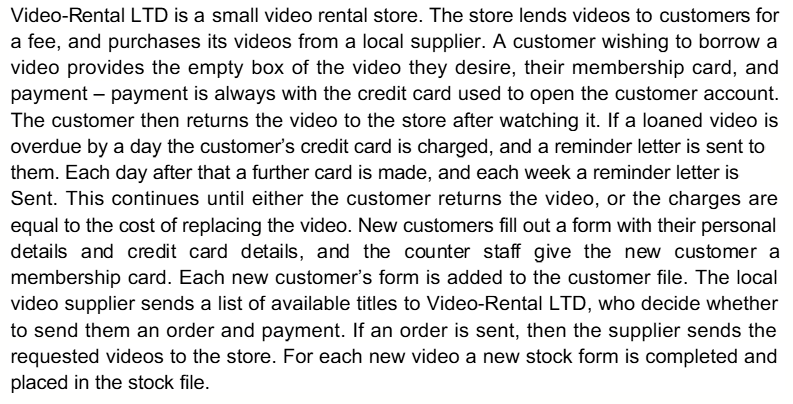 Video-Rental LTD is a small video rental store. The store lends videos to customers for
a fee, and purchases its videos from a local supplier. A customer wishing to borrow a
video provides the empty box of the video they desire, their membership card, and
payment – payment is always with the credit card used to open the customer account.
The customer then returns the video to the store after watching it. If a loaned video is
overdue by a day the customer's credit card is charged, and a reminder letter is sent to
them. Each day after that a further card is made, and each week a reminder letter is
Sent. This continues until either the customer returns the video, or the charges are
equal to the cost of replacing the video. New customers fill out a form with their personal
details and credit card details, and the counter staff give the new customer a
membership card. Each new customer's form is added to the customer file. The local
video supplier sends a list of available titles to Video-Rental LTD, who decide whether
to send them an order and payment. If an order is sent, then the supplier sends the
requested videos to the store. For each new video a new stock form is completed and
placed in the stock file.